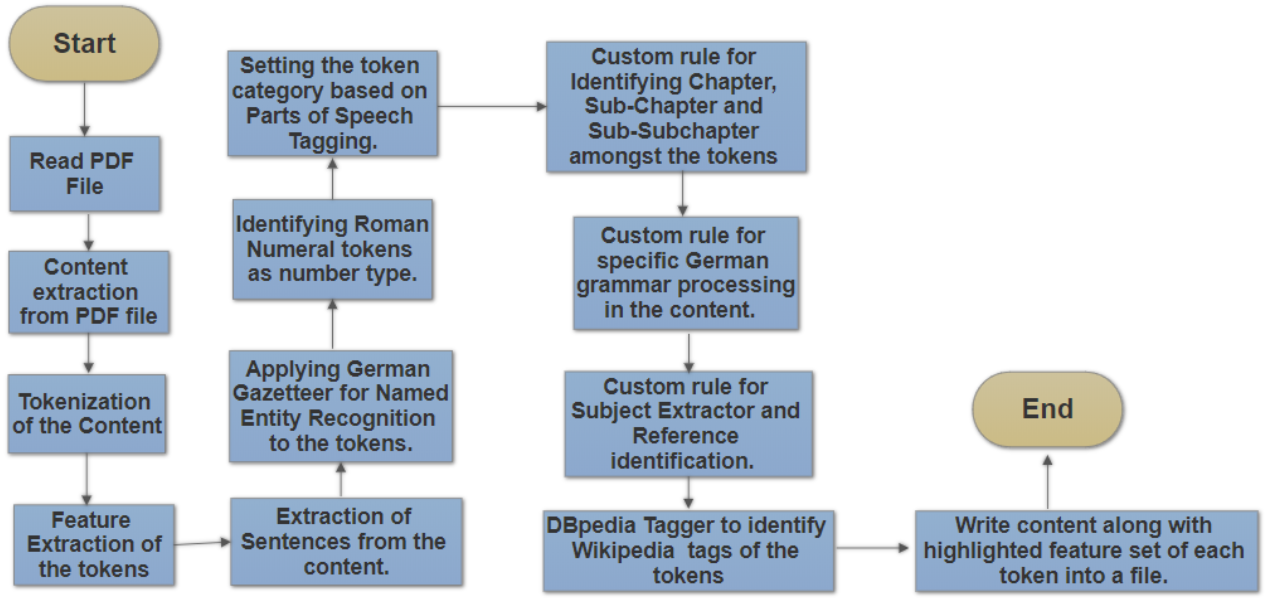 Start
Read PDF
File
Content
extraction
from PDF file
Tokenization
of the Content
Feature
Extraction of
the tokens
Extraction of
Sentences from the
content.
Applying German
Gazetteer for Named
Entity Recognition
to the tokens.
Identifying Roman
Numeral tokens
as number type.
Setting the token
category based on
Parts of Speech
Tagging.
Custom rule for
Identifying Chapter,
Sub-Chapter and
Sub-Subchapter
amongst the tokens
Custom rule for
specific German
grammar processing
in the content.
Custom rule for
Subject Extractor and
Reference
identification.
DBpedia Tagger to identify
Wikipedia tags of the
tokens
Write content along with
highlighted feature set of each
token into a file.
End